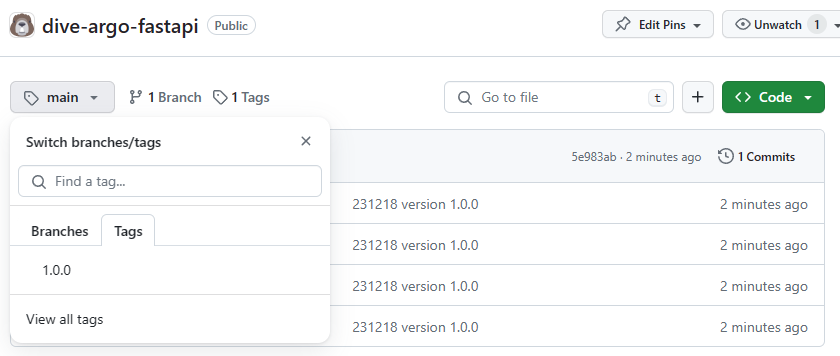 dive-argo-fastapi Public Edit Pins Unwatch 1
main 1 Branch 1 Tags Go to file t Code
Switch branches/tags
5e983ab · 2 minutes ago 1 Commits
Find a tag...
231218 version 1.0.0 2 minutes ago
Branches Tags
231218 version 1.0.0 2 minutes ago
1.0.0
231218 version 1.0.0 2 minutes ago
View all tags
231218 version 1.0.0 2 minutes ago